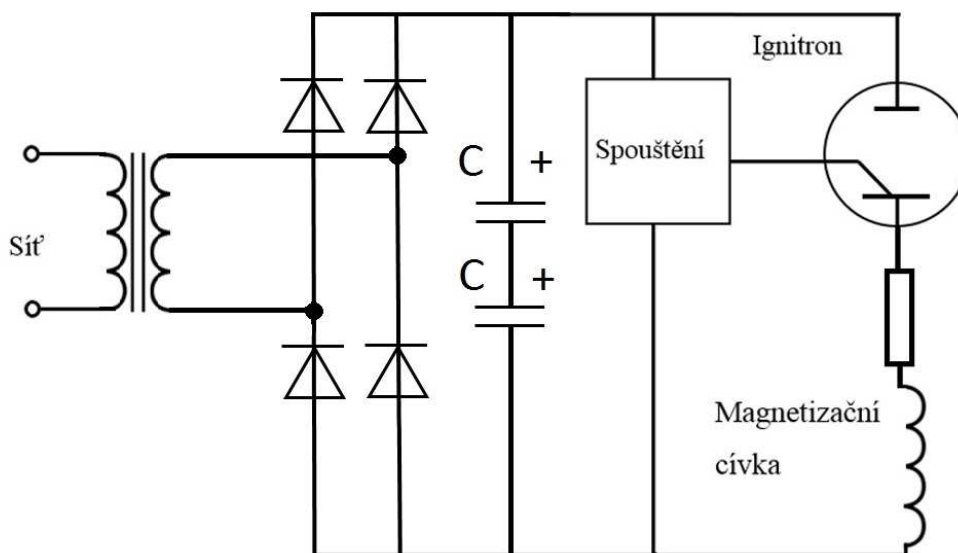 Ignitron
Spouštění
C +
Síť
C +
Magnetizační
cívka